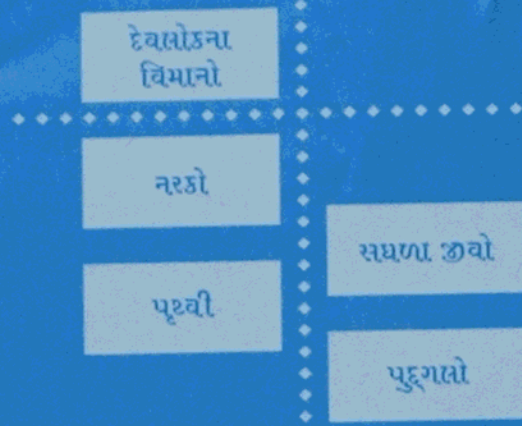 દેવલોકના
વિમાનો
નરકો
પૃથ્વી
સઘળા જીવો
પુદ્ગલો